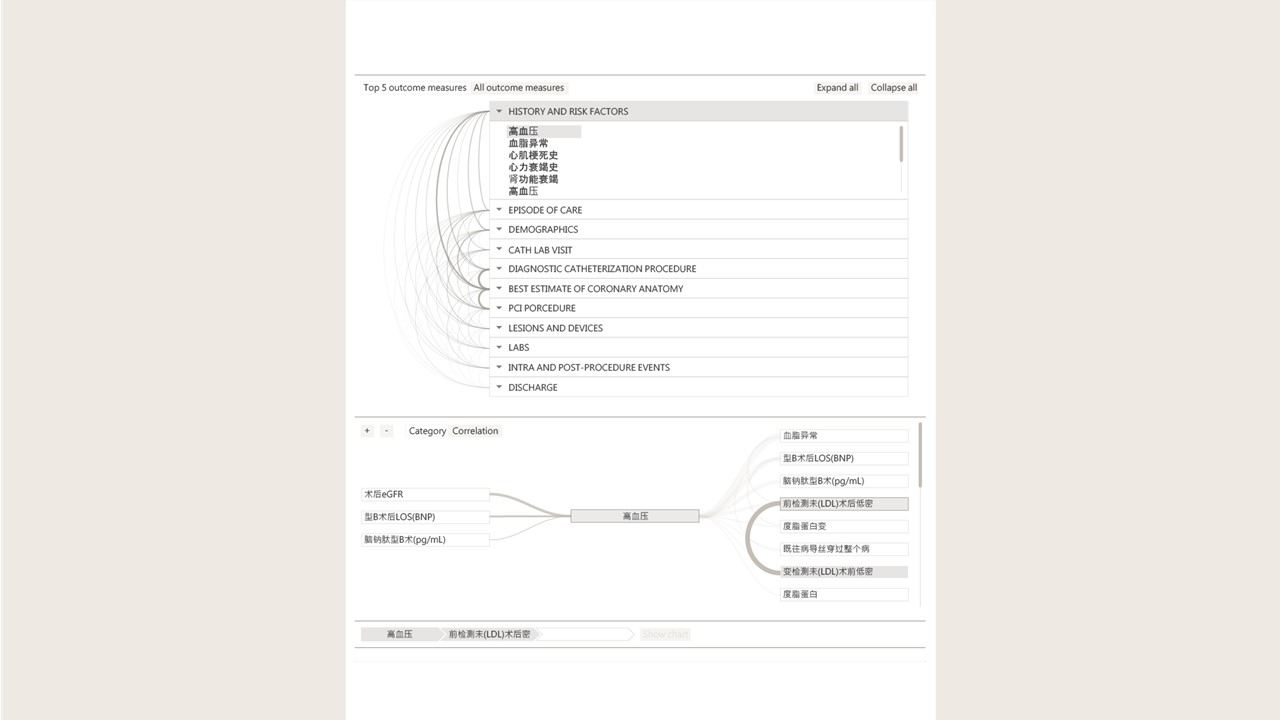 Top 5 outcome measures All outcome measures Expand all Collapse all
HISTORY AND RISK FACTORS
高血压
血脂异常
心肌梗死史
心力衰竭史
肾功能衰竭
高血压
EPISODE OF CARE
DEMOGRAPHICS
CATH LAB VISIT
DIAGNOSTIC CATHETERIZATION PROCEDURE
BEST ESTIMATE OF CORONARY ANATOMY
PCI PORCEDURE
LESIONS AND DEVICES
LABS
INTRA AND POST-PROCEDURE EVENTS
DISCHARGE
+ - Category Correlation
术后eGFR
型B术后LOS(BNP)
脑钠肽型B术(pg/mL)
高血压
血脂异常
型B术后LOS(BNP)
脑钠肽型B术(pg/mL)
前检测未(LDL)术后低密
度脂蛋白变
既往病导丝穿过整个病
变检测未(LDL)术前低密
度脂蛋白
高血压 前检测未(LDL)术后密 Show chart